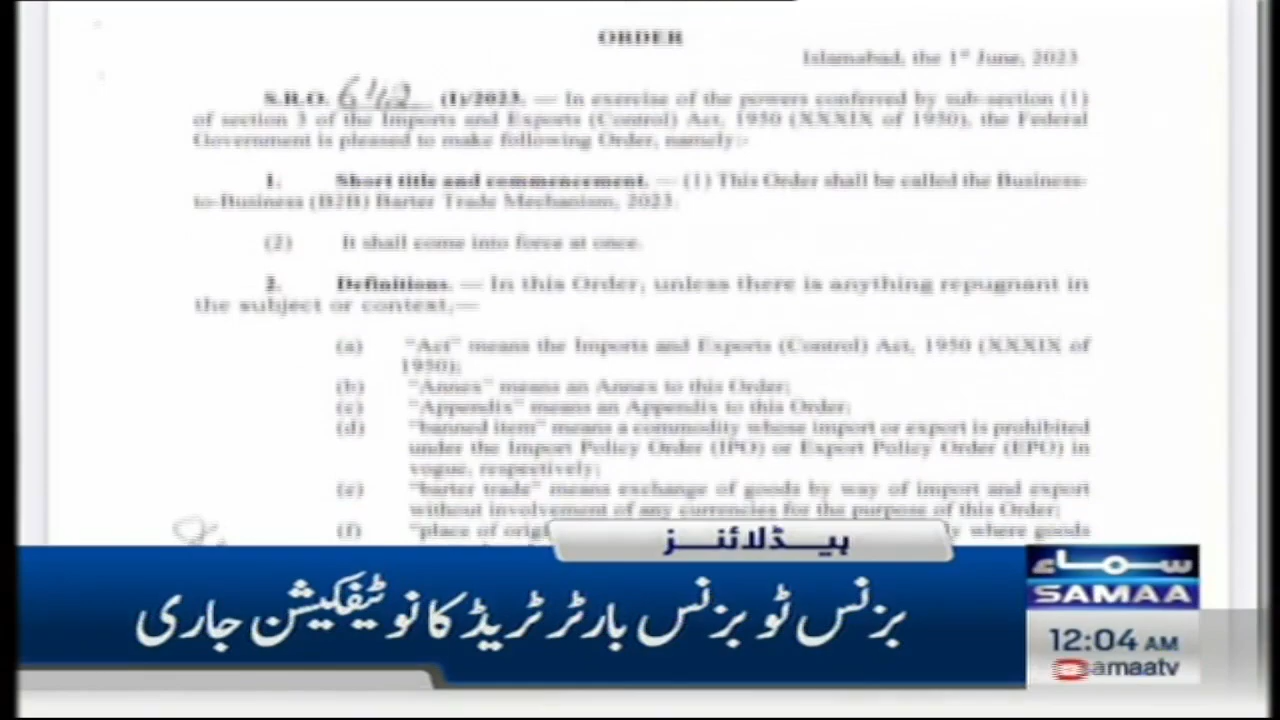 ORDER
Islamabad, the 1st June, 2023
S.R.O. 642 (I)/2023. — In exercise of the powers conferred by sub-section (1)
of section 3 of the Imports and Exports (Control) Act, 1950 (XXXIX of 1950), the Federal
Government is pleased to make following Order, namely:-
1. Short title and commencement. — (1) This Order shall be called the Business-
to-Business (B2B) Barter Trade Mechanism, 2023.
(2) It shall come into force at once.
2. Definitions. — In this Order, unless there is anything repugnant in
the subject or context,—
(a) "Act" means the Imports and Exports (Control) Act, 1950 (XXXIX of
1950);
(b) "Annex" means an Annex to this Order;
(c) "Appendix" means an Appendix to this Order;
(d) "banned item" means a commodity whose import or export is prohibited
under the Import Policy Order (IPO) or Export Policy Order (EPO) in
vogue, respectively;
(e) "barter trade" means exchange of goods by way of import and export
without involvement of any currencies for the purpose of this Order;
(f) "place of where goods
ہیڈلائنز
بزنس ٹو بزنس بارٹر ٹریڈ کا نوٹیفکیشن جاری
سماء
SAMAA
12:04 AM
samaatv